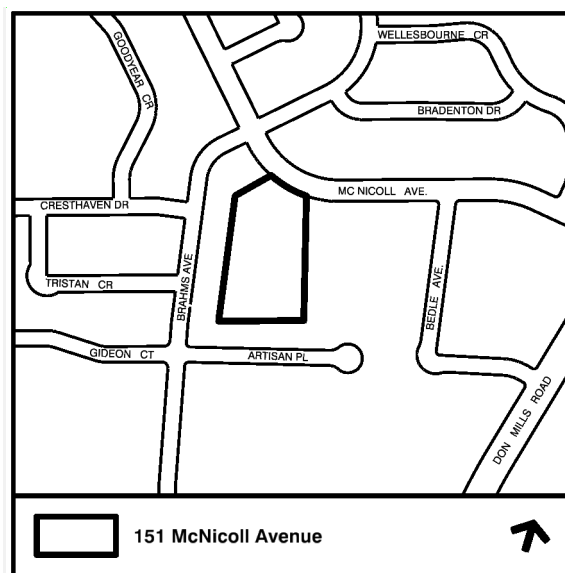 WELLESBOURNE CR
GOODYEAR CR
BRADENTON DR
MC NICOLL AVE.
CRESTHAVEN DR
TRISTAN CR
BRAHMS AVE
BEDLE AVE.
GIDEON CT
ARTISAN PL
DON MILLS ROAD
151 McNicoll Avenue